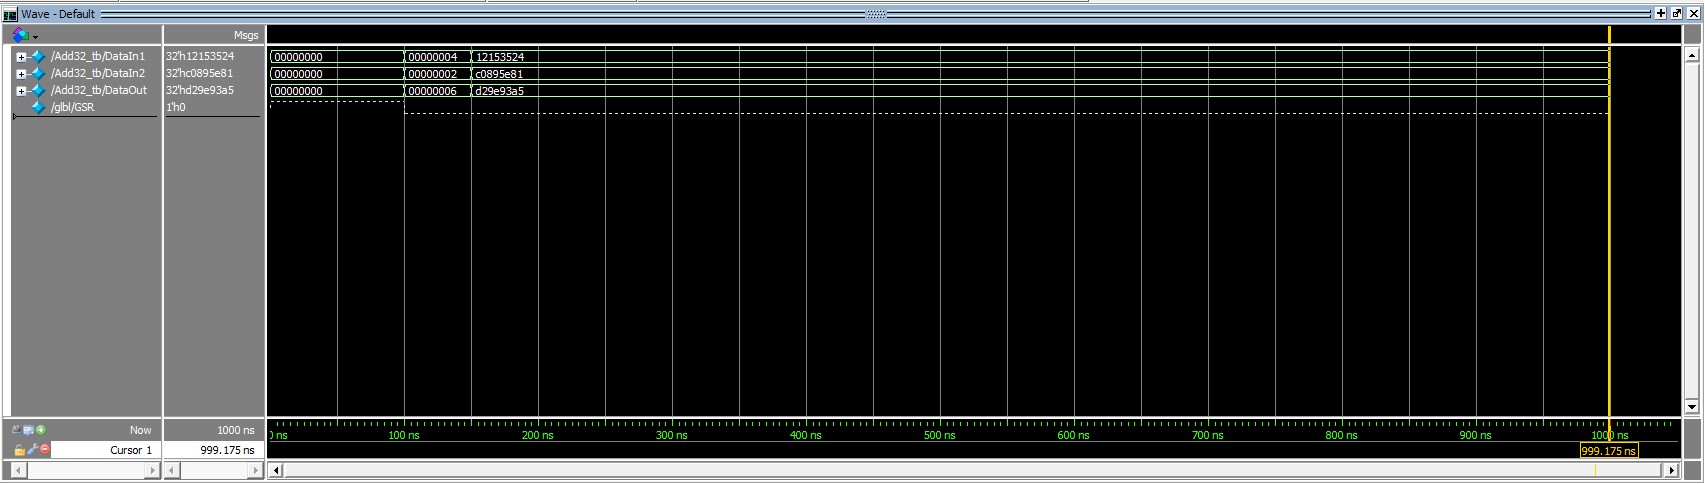 Wave - Default
Msgs
/Add32_tb/DataIn1 32'h12153524 00000000 00000004 12153524
/Add32_tb/DataIn2 32'hc0895e81 00000000 00000002 c0895e81
/Add32_tb/DataOut 32'hd29e93a5 00000000 00000006 d29e93a5
/glbl/GSR 1'h0
Now 1000 ns ns 100 ns 200 ns 300 ns 400 ns 500 ns 600 ns 700 ns 800 ns 900 ns 1000 ns
Cursor 1 999.175 ns 999.175 ns